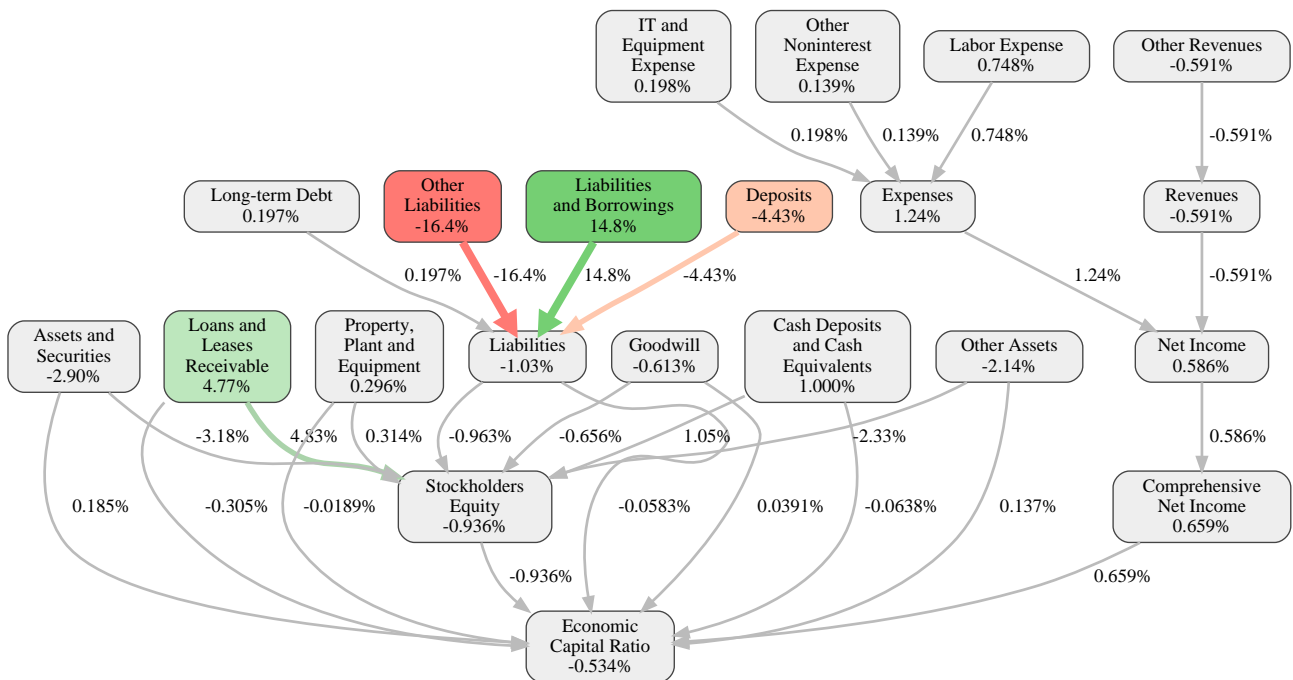 IT and
Equipment
Expense
0.198%
Other
Noninterest
Expense
0.139%
Labor Expense
0.748%
Other Revenues
-0.591%
0.198%
0.139%
0.748%
-0.591%
Long-term Debt
0.197%
Other
Liabilities
-16.4%
Liabilities
and Borrowings
14.8%
Deposits
-4.43%
Expenses
1.24%
Revenues
-0.591%
0.197%
-16.4%
14.8%
-4.43%
1.24%
-0.591%
Assets and
Securities
-2.90%
Loans and
Leases
Receivable
4.77%
Property,
Plant and
Equipment
0.296%
Liabilities
-1.03%
Goodwill
-0.613%
Cash Deposits
and Cash
Equivalents
1.000%
Other Assets
-2.14%
Net Income
0.586%
-3.18%
4.83%
0.314%
-0.963%
-0.656%
1.05%
-2.33%
0.586%
Stockholders
Equity
-0.936%
Comprehensive
Net Income
0.659%
0.185%
-0.305%
-0.0189%
-0.0583%
0.0391%
-0.0638%
0.137%
-0.936%
0.659%
Economic
Capital Ratio
-0.534%